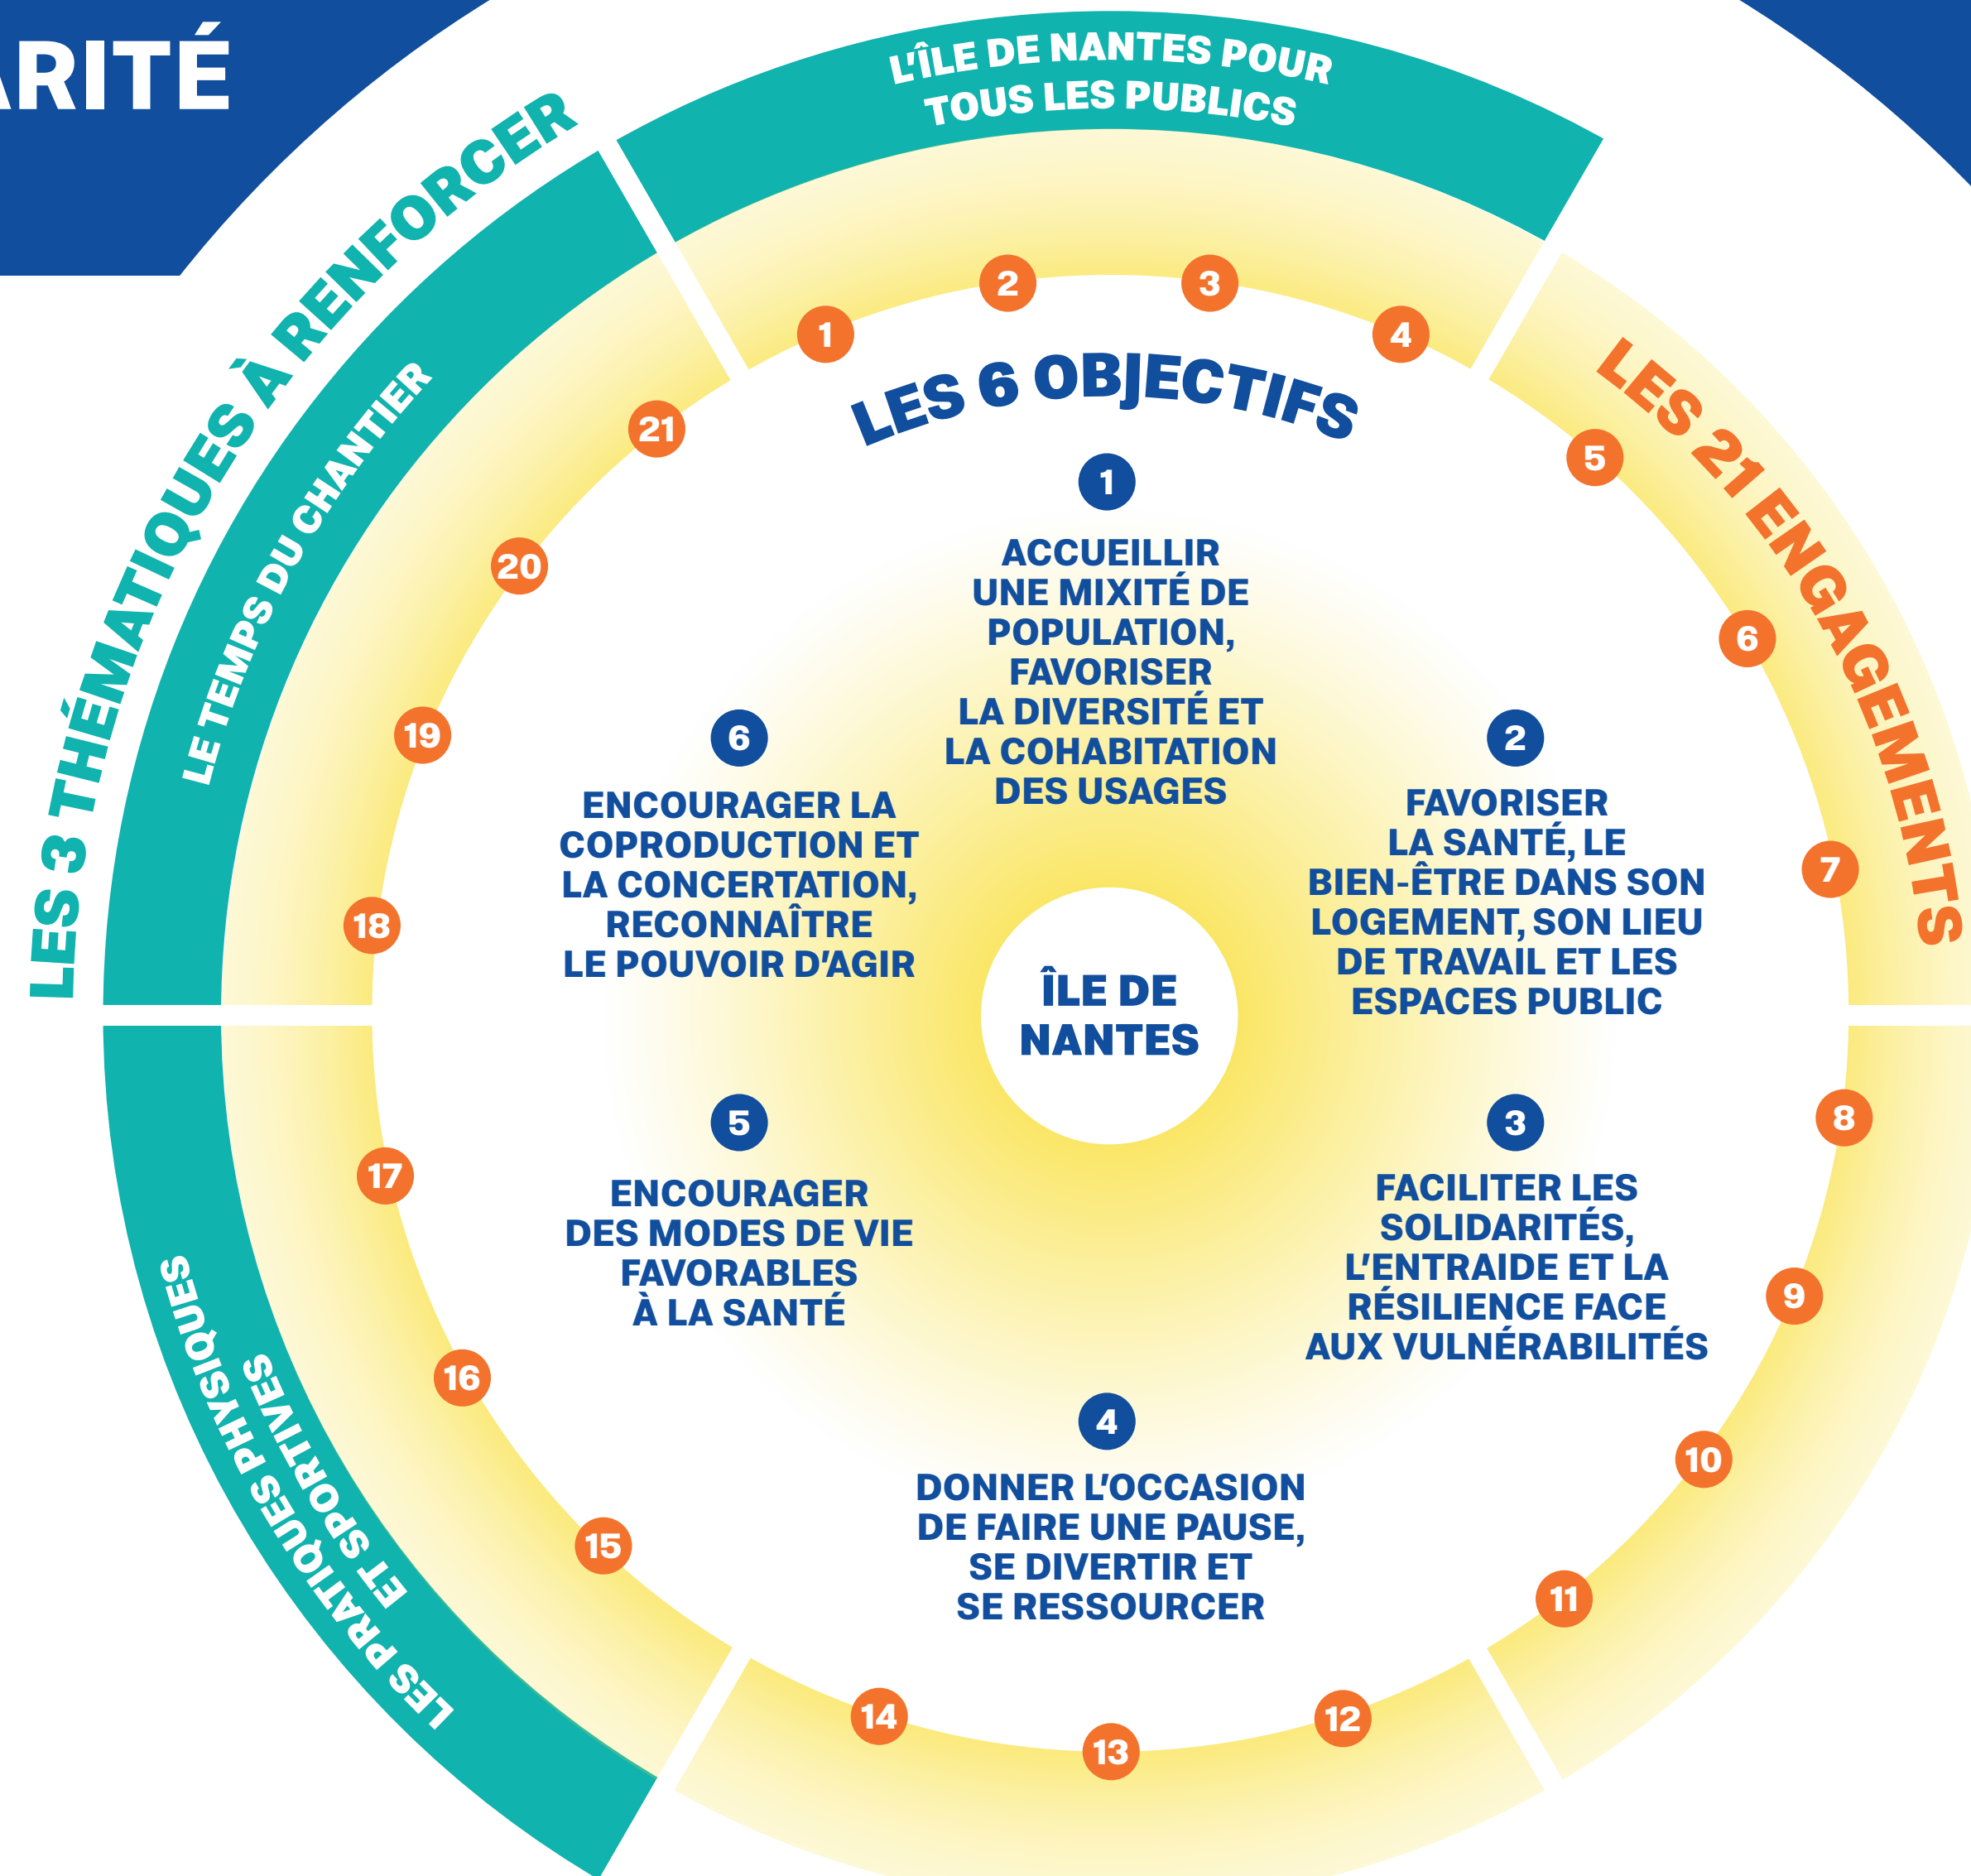 ARITÉ
LES 3 THÉMATIQUES À RENFORCER
L'ÎLE DE NANTES POUR
TOUS LES PUBLICS
LE TEMPS DU CHANTIER
LES PRATIQUES PHYSIQUES
ET SPORTIVES
LES 21 ENGAGEMENTS
1
2
3
4
5
6
7
8
9
10
11
12
13
14
15
16
17
18
19
20
21
LES 6 OBJECTIFS
1
ACCUEILLIR
UNE MIXITÉ DE
POPULATION,
FAVORISER
LA DIVERSITÉ ET
LA COHABITATION
DES USAGES
2
FAVORISER
LA SANTÉ, LE
BIEN-ÊTRE DANS SON
LOGEMENT, SON LIEU
DE TRAVAIL ET LES
ESPACES PUBLIC
3
FACILITER LES
SOLIDARITÉS,
L'ENTRAIDE ET LA
RÉSILIENCE FACE
AUX VULNÉRABILITÉS
4
DONNER L'OCCASION
DE FAIRE UNE PAUSE,
SE DIVERTIR ET
SE RESSOURCER
5
ENCOURAGER
DES MODES DE VIE
FAVORABLES
À LA SANTÉ
6
ENCOURAGER LA
COPRODUCTION ET
LA CONCERTATION,
RECONNAÎTRE
LE POUVOIR D'AGIR
ÎLE DE
NANTES